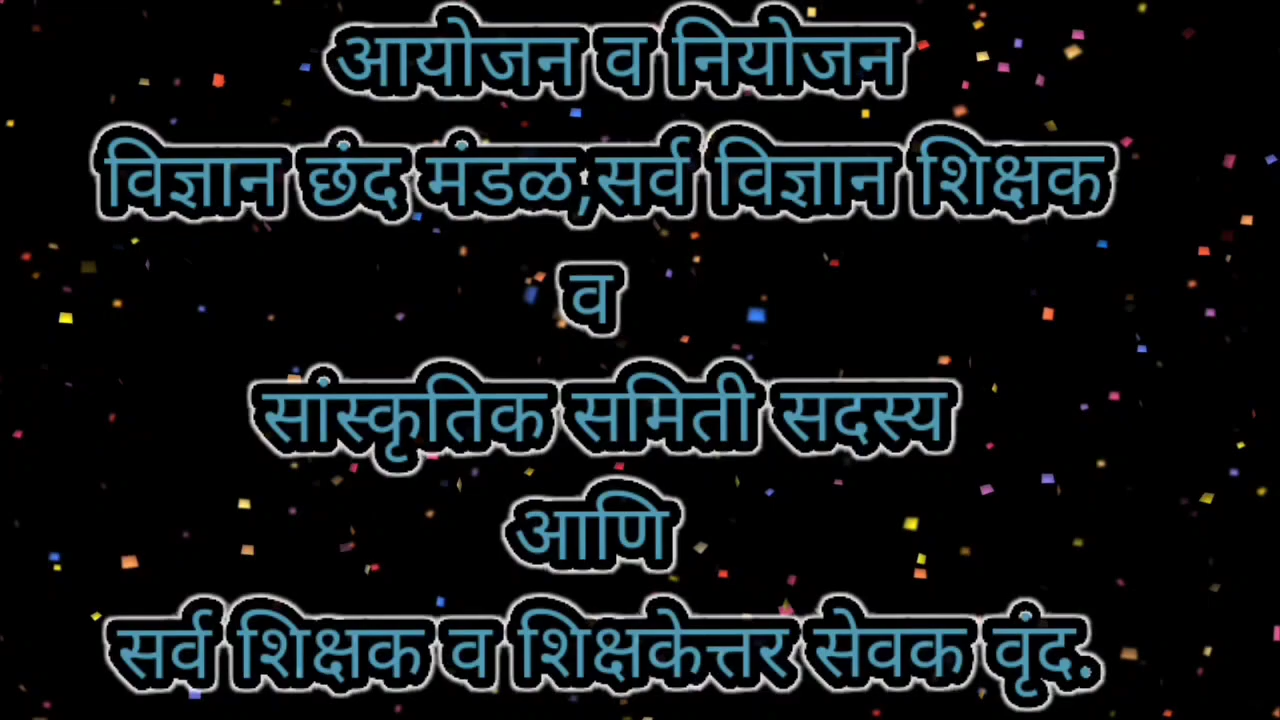 आयोजन व नियोजन
विज्ञान छंद मंडळ,सर्व विज्ञान शिक्षक
व
सांस्कृतिक समिती सदस्य
आणि
सर्व शिक्षक व शिक्षकेत्तर सेवक वृंद.